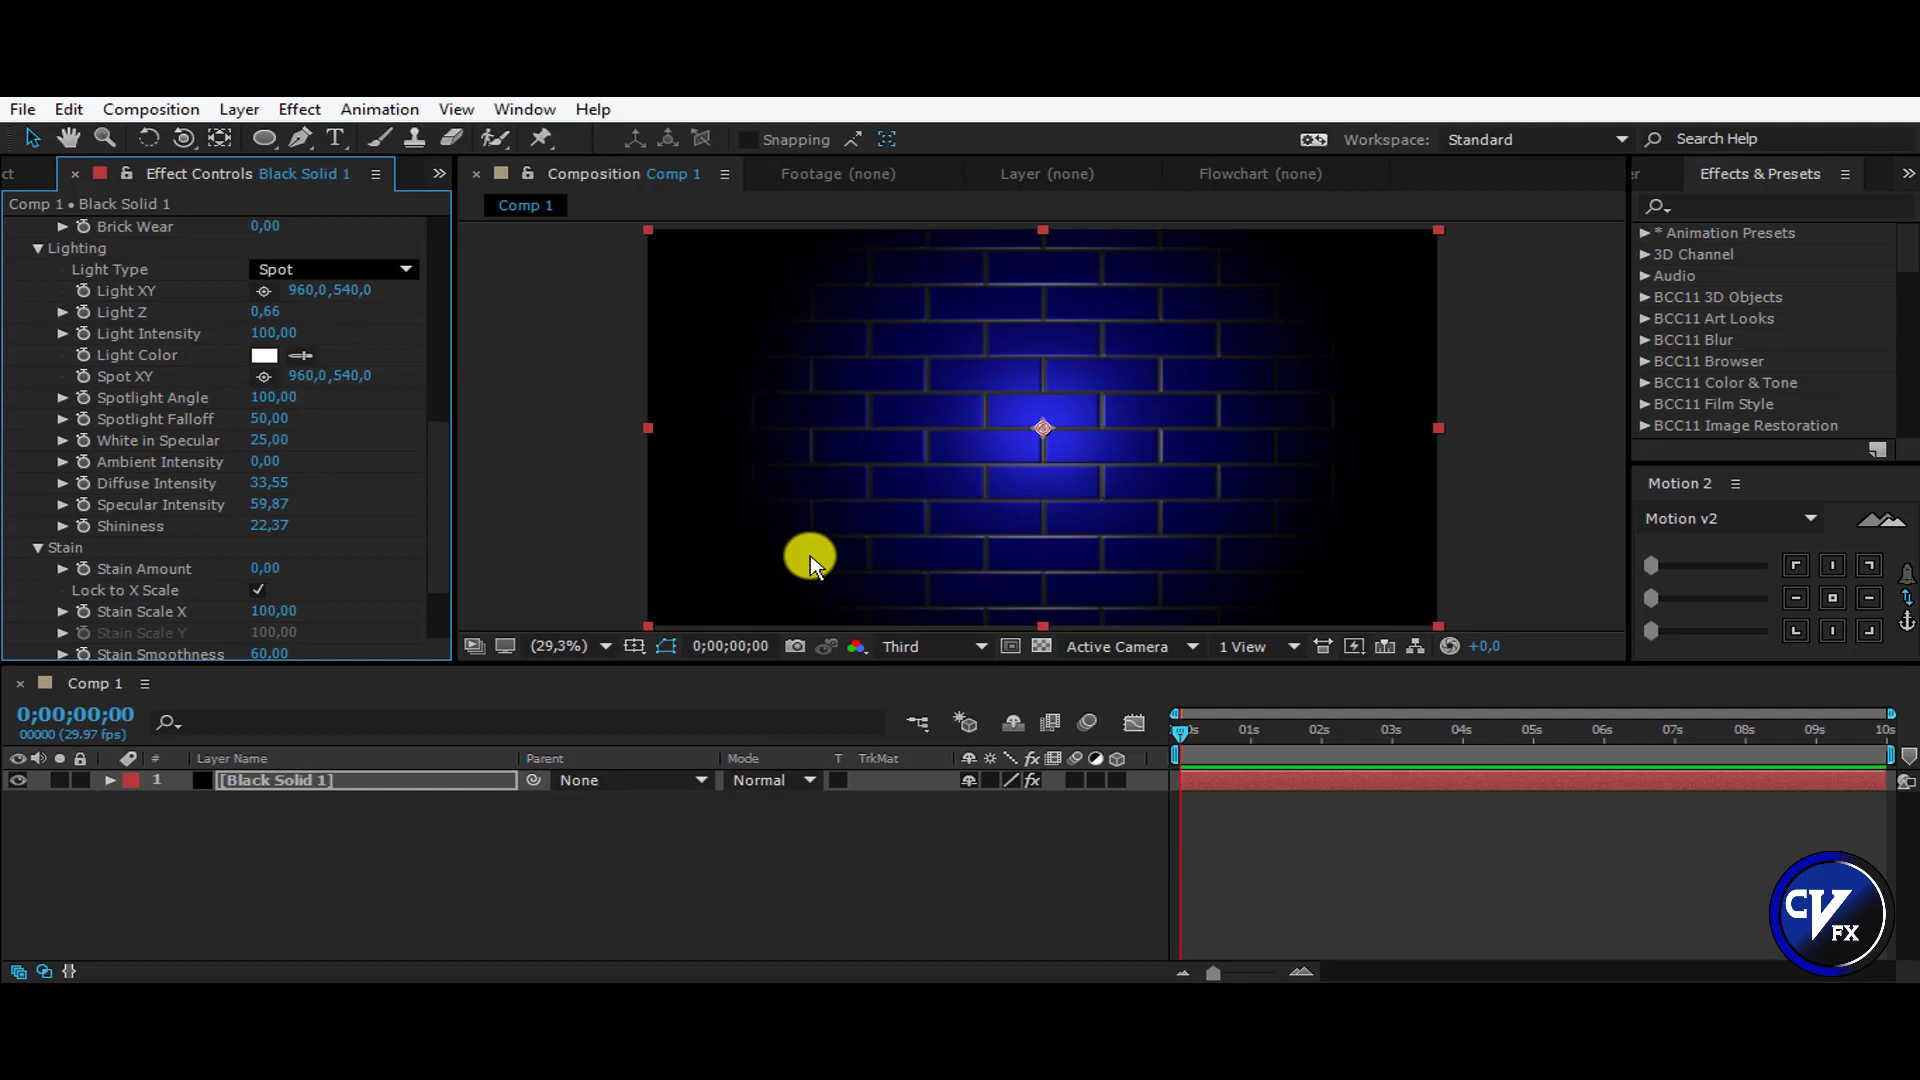 File Edit Composition Layer Effect Animation View Window Help
Snapping Workspace: Standard Search Help
ct × Effect Controls Black Solid 1 × Composition Comp 1 Footage (none) Layer (none) Flowchart (none) er Effects & Presets
Comp 1 • Black Solid 1
Comp 1
Brick Wear 0,00
Lighting
Light Type Spot
Light XY 960,0,540,0
Light Z 0,66
Light Intensity 100,00
Light Color
Spot XY 960,0,540,0
Spotlight Angle 100,00
Spotlight Falloff 50,00
White in Specular 25,00
Ambient Intensity 0,00
Diffuse Intensity 33,55
Specular Intensity 59,87
Shininess 22,37
Stain
Stain Amount 0,00
Lock to X Scale
Stain Scale X 100,00
Stain Scale Y 100,00
Stain Smoothness 60,00
(29,3%) 0;00;00;00 Third Active Camera 1 View +0,0
* Animation Presets
3D Channel
Audio
BCC11 3D Objects
BCC11 Art Looks
BCC11 Blur
BCC11 Browser
BCC11 Color & Tone
BCC11 Film Style
BCC11 Image Restoration
Motion 2
Motion v2
× Comp 1
0;00;00;00
00000 (29.97 fps)
0s 01s 02s 03s 04s 05s 06s 07s 08s 09s 10s
# Layer Name Parent Mode T TrkMat
1 [Black Solid 1] None Normal
CV
FX